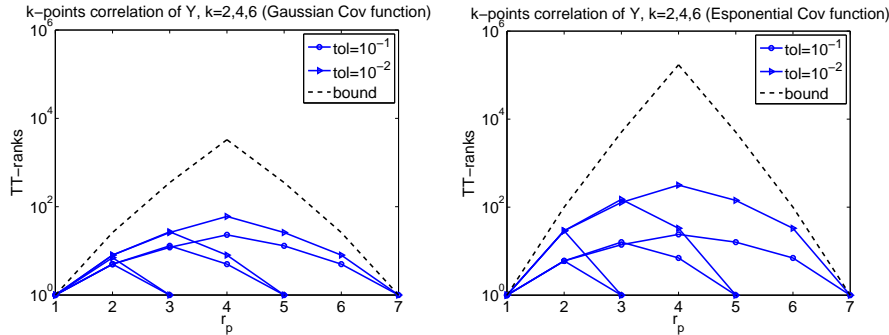 k−points correlation of Y, k=2,4,6 (Gaussian Cov function)
TT−ranks
10^6
10^4
10^2
10^0
tol=10^−1
tol=10^−2
bound
1 2 3 4 5 6 7
r_p
k−points correlation of Y, k=2,4,6 (Esponential Cov function)
TT−ranks
10^6
10^4
10^2
10^0
tol=10^−1
tol=10^−2
bound
1 2 3 4 5 6 7
r_p